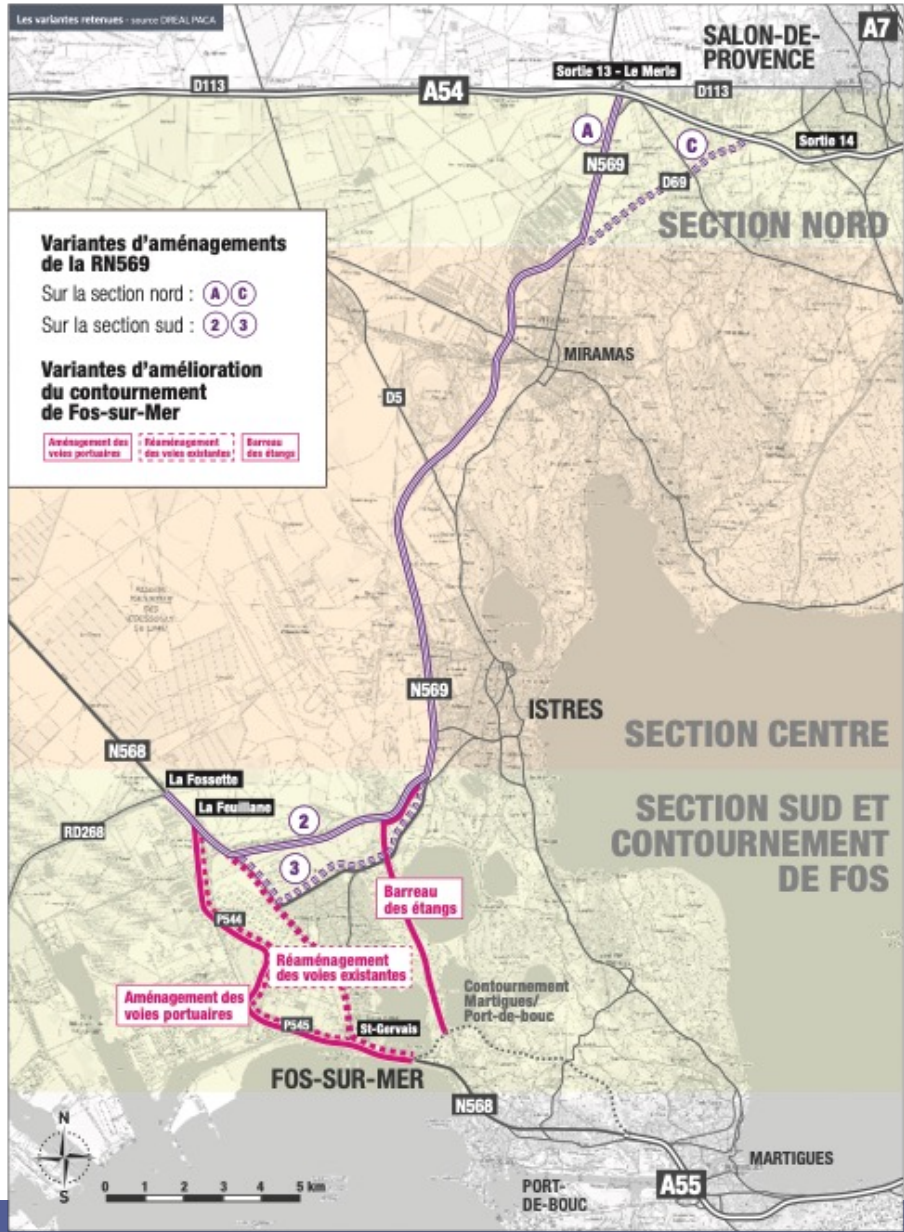 Les variantes retenues - source DREAL PACA
A7
SALON-DE-
PROVENCE
Sortie 13 - Le Merle
D113
A54
D113
A
C
Sortie 14
N569
D69
SECTION NORD
Variantes d'aménagements
de la RN569
Sur la section nord : A C
Sur la section sud : 2 3
Variantes d'amélioration
du contournement
de Fos-sur-Mer
Aménagement des
voies portuaires
Réaménagement
des voies existantes
Barreau
des étangs
MIRAMAS
D5
N569
ISTRES
SECTION CENTRE
N568
La Fossette
La Feuillane
RD268
2
3
SECTION SUD ET
CONTOURNEMENT
DE FOS
Barreau
des étangs
P544
Réaménagement
des voies existantes
Aménagement des
voies portuaires
Contournement
Martigues/
Port-de-bouc
P545
St-Gervais
FOS-SUR-MER
N568
N
S
0 1 2 3 4 5 km
MARTIGUES
PORT-
DE-BOUC
A55